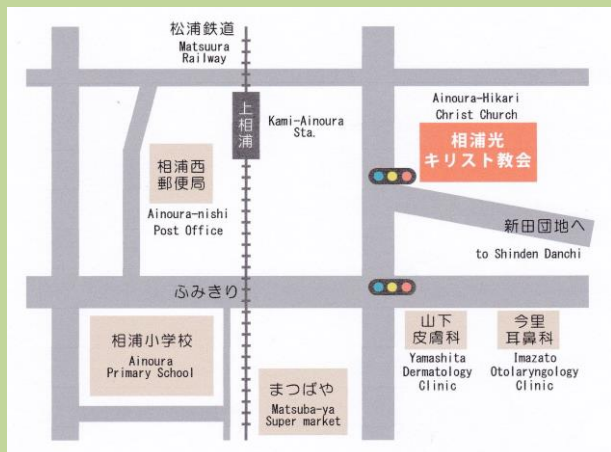 松浦鉄道
Matsuura
Railway
上相浦
Kami-Ainoura
Sta.
Ainoura-Hikari
Christ Church
相浦光
キリスト教会
相浦西
郵便局
Ainoura-nishi
Post Office
新田団地へ
to Shinden Danchi
ふみきり
相浦小学校
Ainoura
Primary School
まつばや
Matsuba-ya
Super market
山下
皮膚科
Yamashita
Dermatology
Clinic
今里
耳鼻科
Imazato
Otolaryngology
Clinic